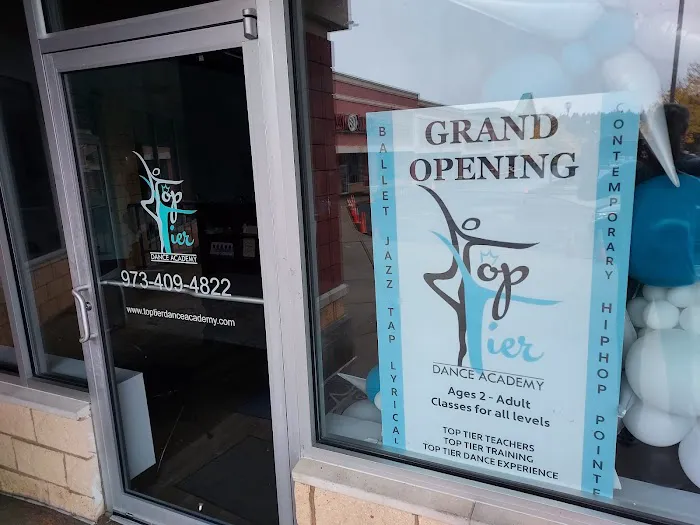 Top
Tier
DANCE ACADEMY
973-409-4822
www.toptierdanceacademy.com
GRAND
OPENING
BALLET JAZZ TAP LYRICAL
Top
Tier
DANCE ACADEMY
Ages 2 - Adult
Classes for all levels
TOP TIER TEACHERS
TOP TIER TRAINING
TOP TIER DANCE EXPERIENCE
CONTEMPORARY HIPHOP POINTE